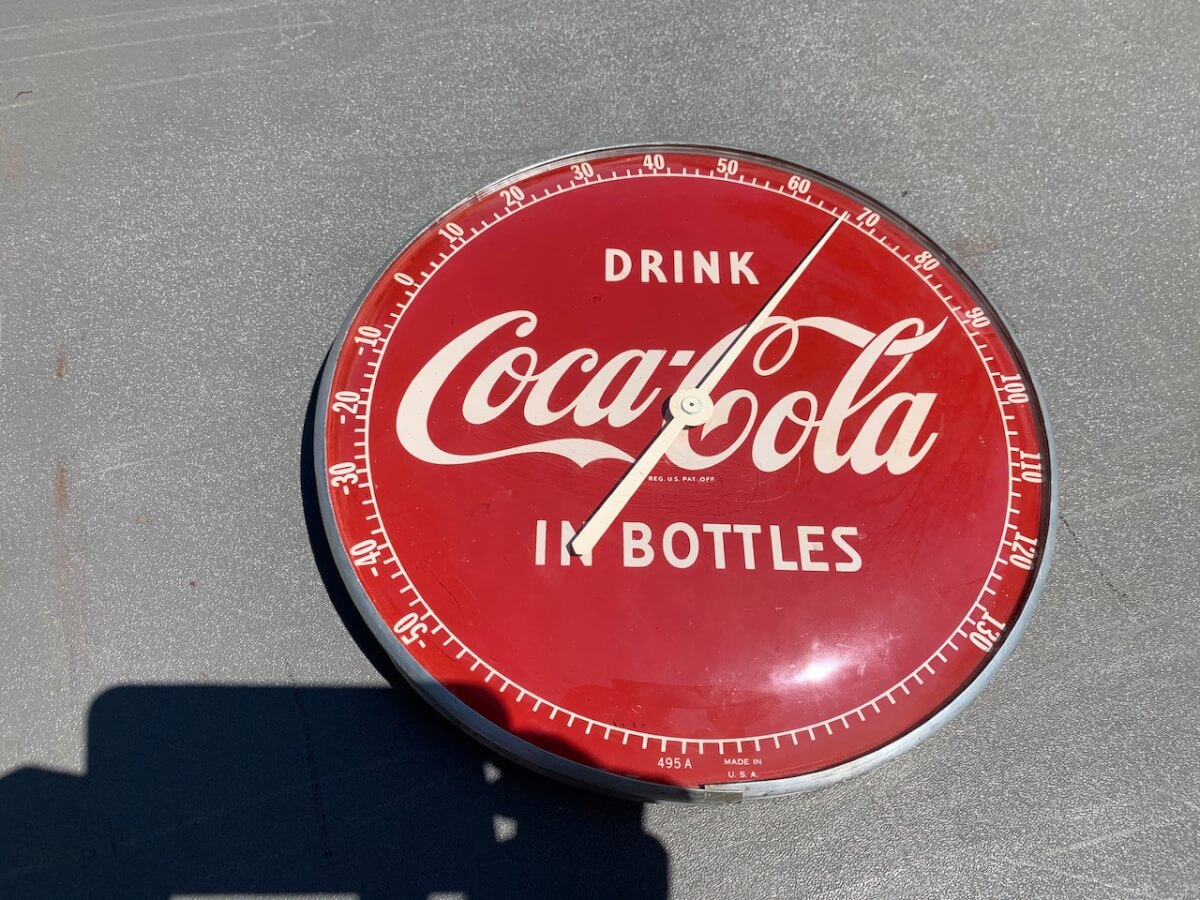 -50
-40
-30
-20
-10
0
10
20
30
40
50
60
70
80
90
100
110
120
130
DRINK
Coca-Cola
REG. U.S. PAT. OFF.
IN BOTTLES
495 A
MADE IN
U. S. A.